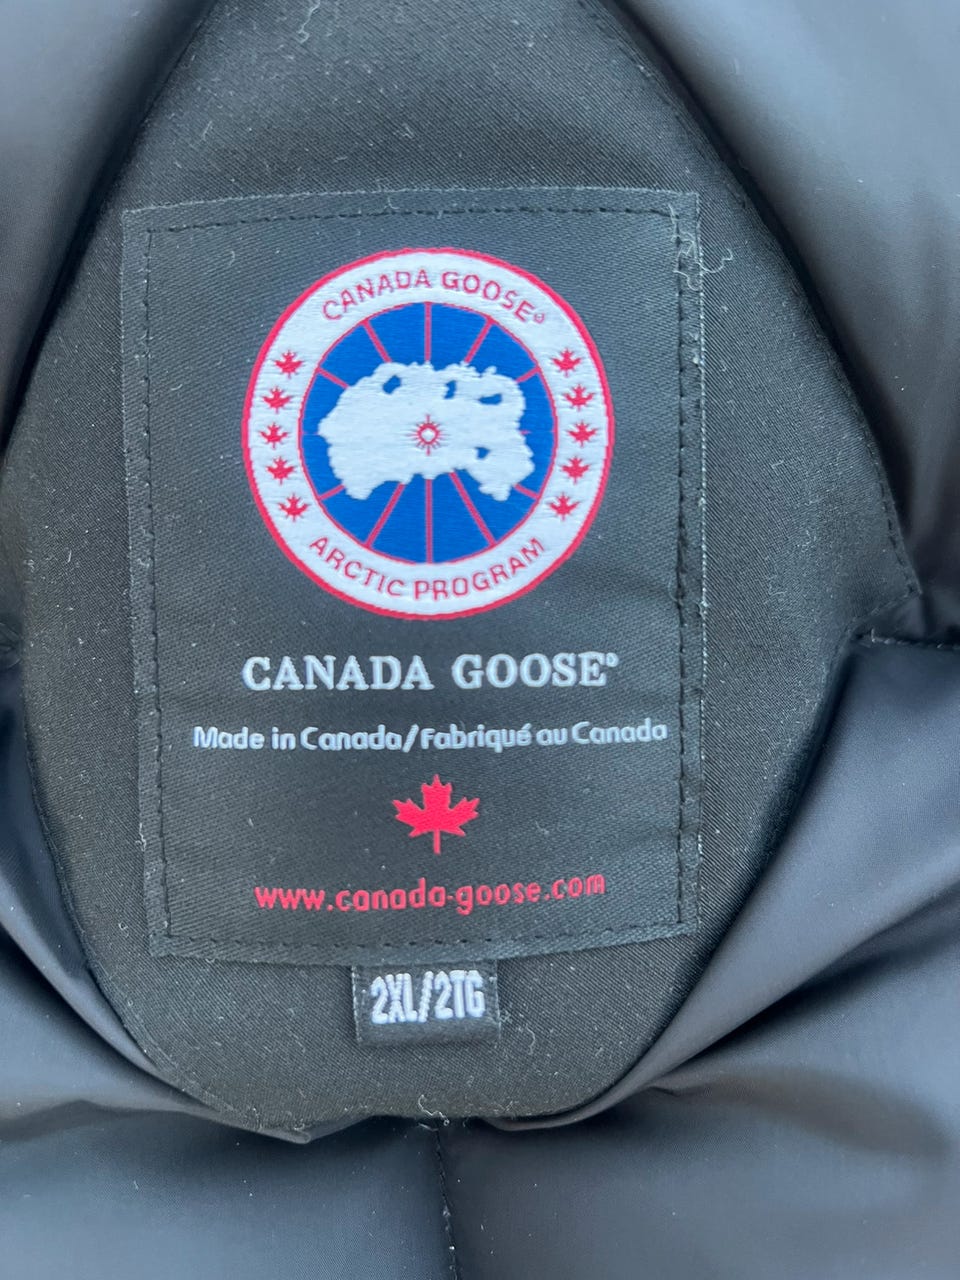 CANADA GOOSE®
ARCTIC PROGRAM
CANADA GOOSE®
Made in Canada/Fabriqué au Canada
www.canada-goose.com
2XL/2TG